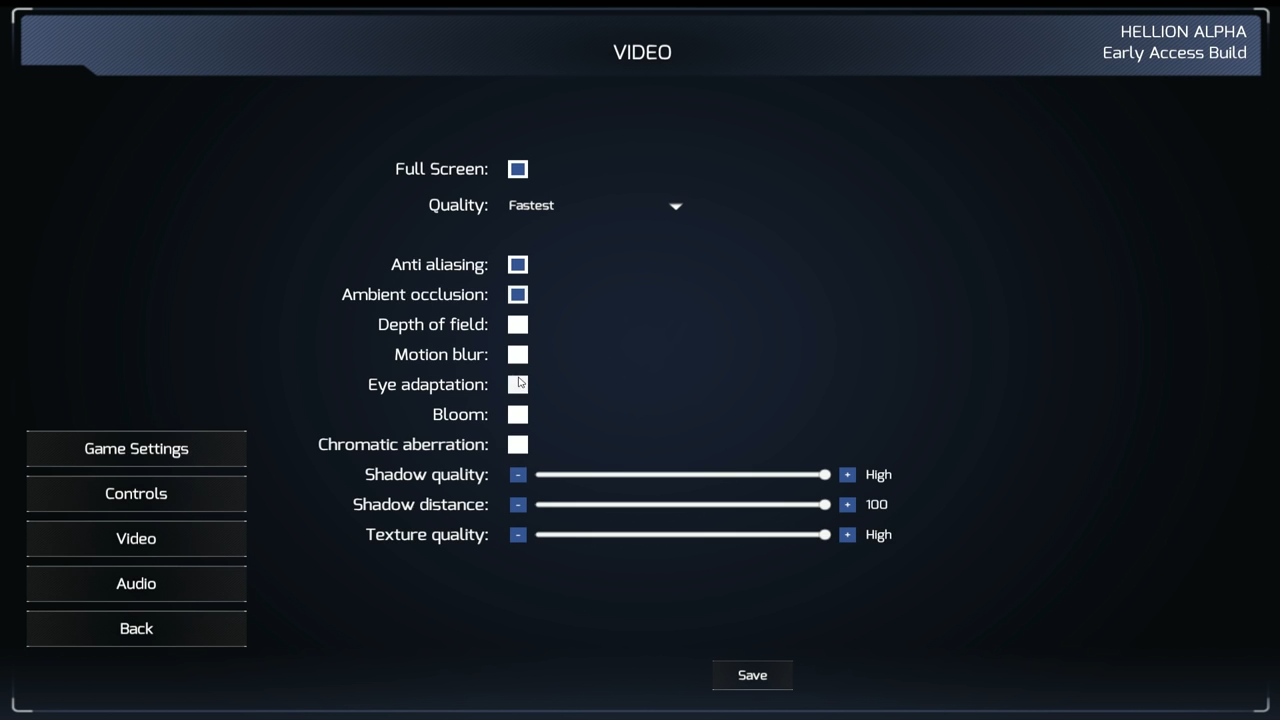 HELLION ALPHA
VIDEO
Early Access Build
Full Screen:
Quality: Fastest
Anti aliasing:
Ambient occlusion:
Depth of field:
Motion blur:
Eye adaptation:
Bloom:
Chromatic aberration:
Shadow quality: - + High
Shadow distance: - + 100
Texture quality: - + High
Game Settings
Controls
Video
Audio
Back
Save